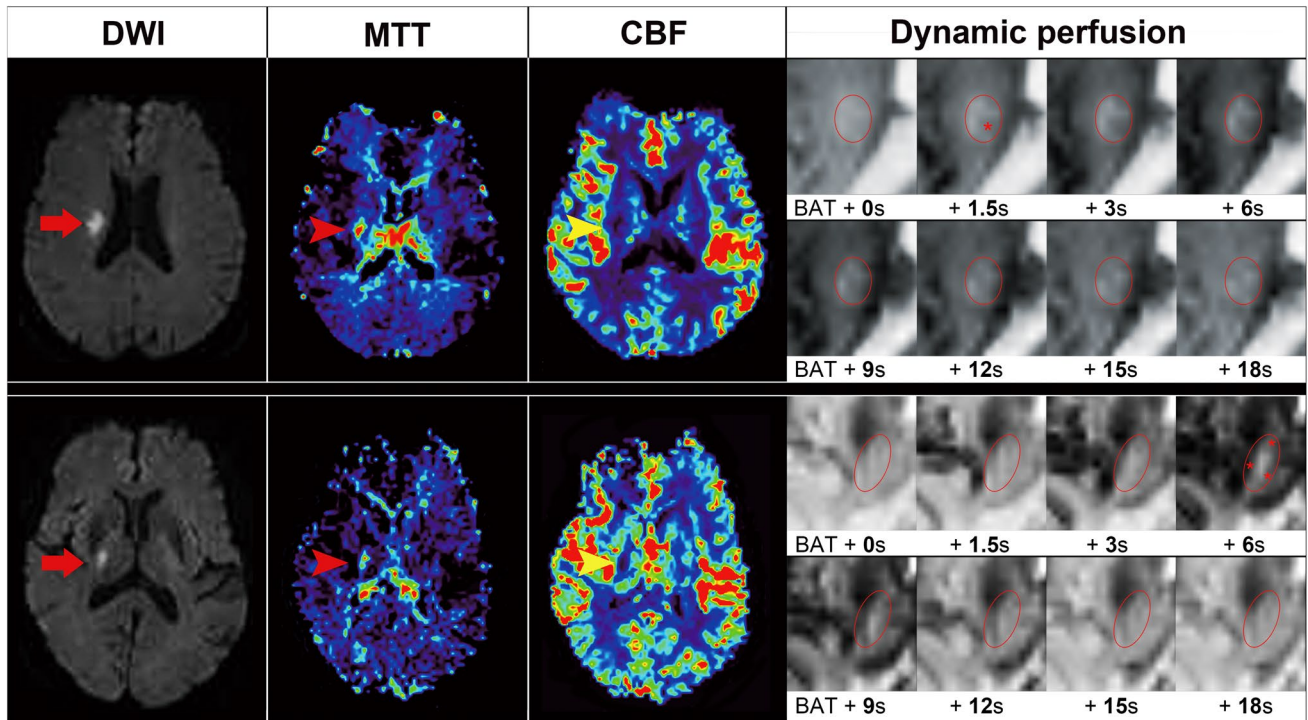 DWI MTT CBF Dynamic perfusion
*
BAT + 0s + 1.5s + 3s + 6s
BAT + 9s + 12s + 15s + 18s
* * *
BAT + 0s + 1.5s + 3s + 6s
BAT + 9s + 12s + 15s + 18s